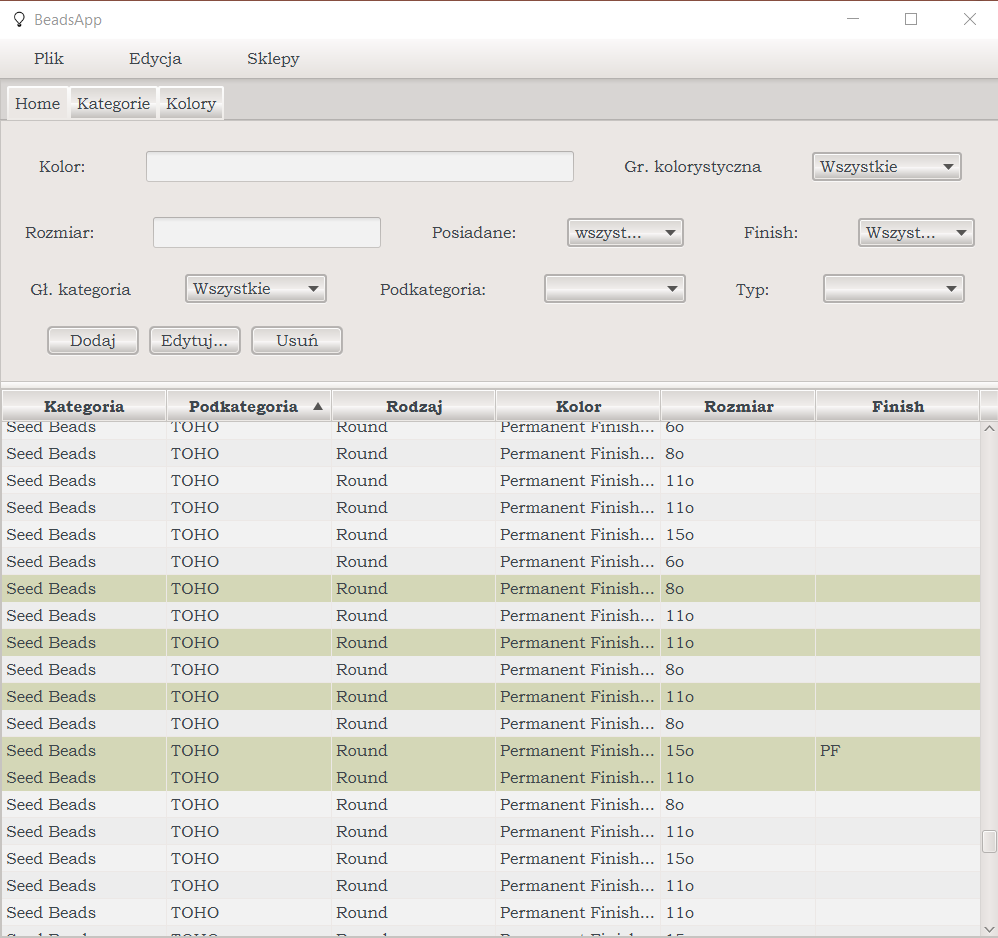 BeadsApp
Plik Edycja Sklepy
Home Kategorie Kolory
Kolor: Gr. kolorystyczna Wszystkie
Rozmiar: Posiadane: wszyst... Finish: Wszyst...
Gł. kategoria Wszystkie Podkategoria: Typ:
Dodaj Edytuj... Usuń
Kategoria Podkategoria Rodzaj Kolor Rozmiar Finish
Seed Beads TOHO Round Permanent Finish... 6o
Seed Beads TOHO Round Permanent Finish... 8o
Seed Beads TOHO Round Permanent Finish... 11o
Seed Beads TOHO Round Permanent Finish... 11o
Seed Beads TOHO Round Permanent Finish... 15o
Seed Beads TOHO Round Permanent Finish... 6o
Seed Beads TOHO Round Permanent Finish... 8o
Seed Beads TOHO Round Permanent Finish... 11o
Seed Beads TOHO Round Permanent Finish... 11o
Seed Beads TOHO Round Permanent Finish... 8o
Seed Beads TOHO Round Permanent Finish... 11o
Seed Beads TOHO Round Permanent Finish... 8o
Seed Beads TOHO Round Permanent Finish... 15o PF
Seed Beads TOHO Round Permanent Finish... 11o
Seed Beads TOHO Round Permanent Finish... 8o
Seed Beads TOHO Round Permanent Finish... 11o
Seed Beads TOHO Round Permanent Finish... 15o
Seed Beads TOHO Round Permanent Finish... 11o
Seed Beads TOHO Round Permanent Finish... 11o